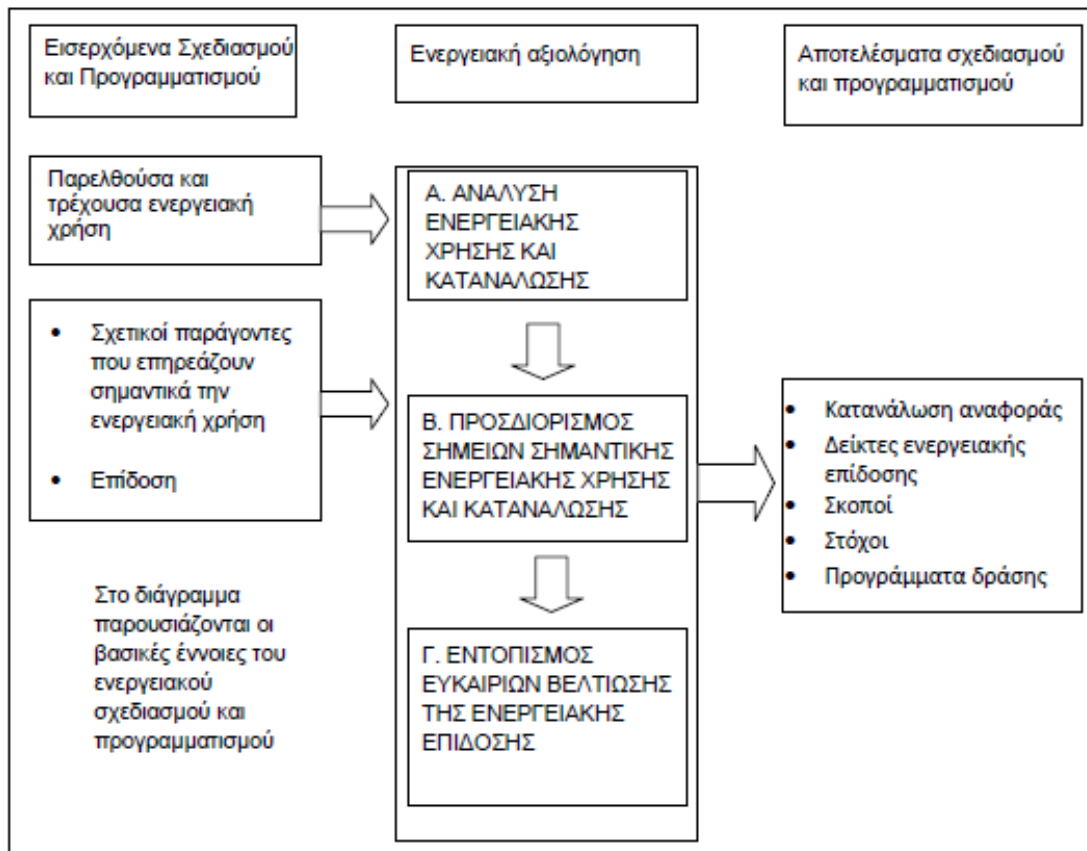 Εισερχόμενα Σχεδιασμού
και Προγραμματισμού
Ενεργειακή αξιολόγηση
Αποτελέσματα σχεδιασμού
και προγραμματισμού
Παρελθούσα και
τρέχουσα ενεργειακή
χρήση
Α. ΑΝΑΛΥΣΗ
ΕΝΕΡΓΕΙΑΚΗΣ
ΧΡΗΣΗΣ ΚΑΙ
ΚΑΤΑΝΑΛΩΣΗΣ
• Σχετικοί παράγοντες
που επηρεάζουν
σημαντικά την
ενεργειακή χρήση
• Επίδοση
Β. ΠΡΟΣΔΙΟΡΙΣΜΟΣ
ΣΗΜΕΙΩΝ ΣΗΜΑΝΤΙΚΗΣ
ΕΝΕΡΓΕΙΑΚΗΣ ΧΡΗΣΗΣ
ΚΑΙ ΚΑΤΑΝΑΛΩΣΗΣ
• Κατανάλωση αναφοράς
• Δείκτες ενεργειακής
επίδοσης
• Σκοποί
• Στόχοι
• Προγράμματα δράσης
Στο διάγραμμα
παρουσιάζονται οι
βασικές έννοιες του
ενεργειακού
σχεδιασμού και
προγραμματισμού
Γ. ΕΝΤΟΠΙΣΜΟΣ
ΕΥΚΑΙΡΙΩΝ ΒΕΛΤΙΩΣΗΣ
ΤΗΣ ΕΝΕΡΓΕΙΑΚΗΣ
ΕΠΙΔΟΣΗΣ